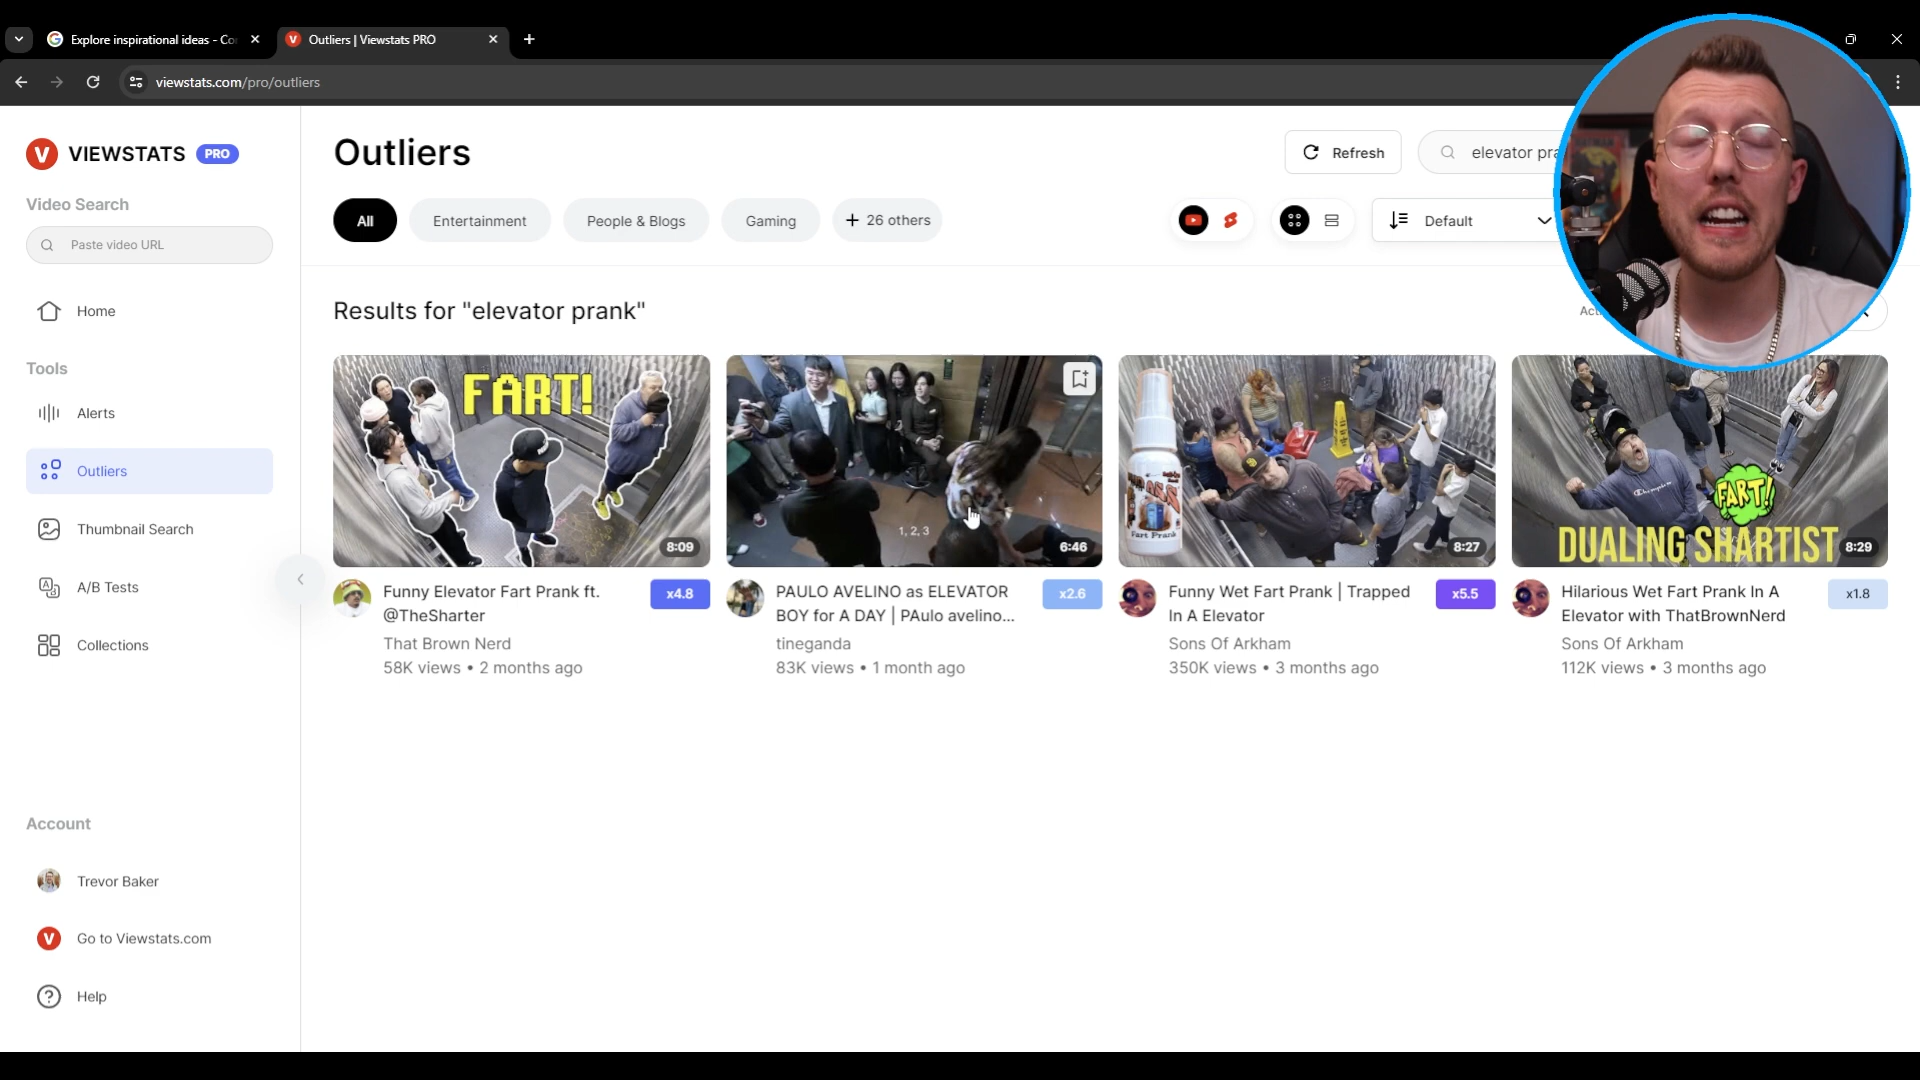 Explore inspirational ideas - Co
Outliers | Viewstats PRO
viewstats.com/pro/outliers
V VIEWSTATS PRO
Video Search
Paste video URL
Home
Tools
Alerts
Outliers
Thumbnail Search
A/B Tests
Collections
Account
Trevor Baker
Go to Viewstats.com
Help
Outliers
Refresh
elevator pra
All
Entertainment
People & Blogs
Gaming
+ 26 others
Default
Results for "elevator prank"
Act
FART!
8:09
Funny Elevator Fart Prank ft.
@TheSharter
x4.8
That Brown Nerd
58K views • 2 months ago
1, 2, 3
6:46
PAULO AVELINO as ELEVATOR
BOY for A DAY | PAulo avelino...
x2.6
tineganda
83K views • 1 month ago
ASS
Fart Prank
8:27
Funny Wet Fart Prank | Trapped
In A Elevator
x5.5
Sons Of Arkham
350K views • 3 months ago
FART!
DUALING SHARTIST
8:29
Hilarious Wet Fart Prank In A
Elevator with ThatBrownNerd
x1.8
Sons Of Arkham
112K views • 3 months ago